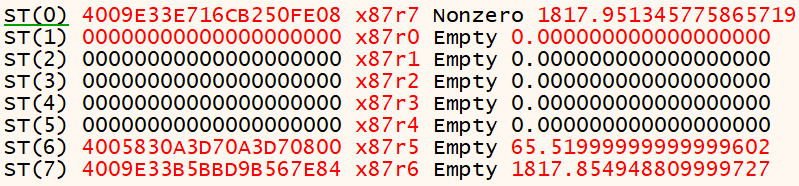 ST(0) 4009E33E716CB250FE08 x87r7 Nonzero 1817.951345775865719
ST(1) 00000000000000000000 x87r0 Empty 0.000000000000000000
ST(2) 00000000000000000000 x87r1 Empty 0.000000000000000000
ST(3) 00000000000000000000 x87r2 Empty 0.000000000000000000
ST(4) 00000000000000000000 x87r3 Empty 0.000000000000000000
ST(5) 00000000000000000000 x87r4 Empty 0.000000000000000000
ST(6) 4005830A3D70A3D70800 x87r5 Empty 65.51999999999999602
ST(7) 4009E33B5BBD9B567E84 x87r6 Empty 1817.854948809999727